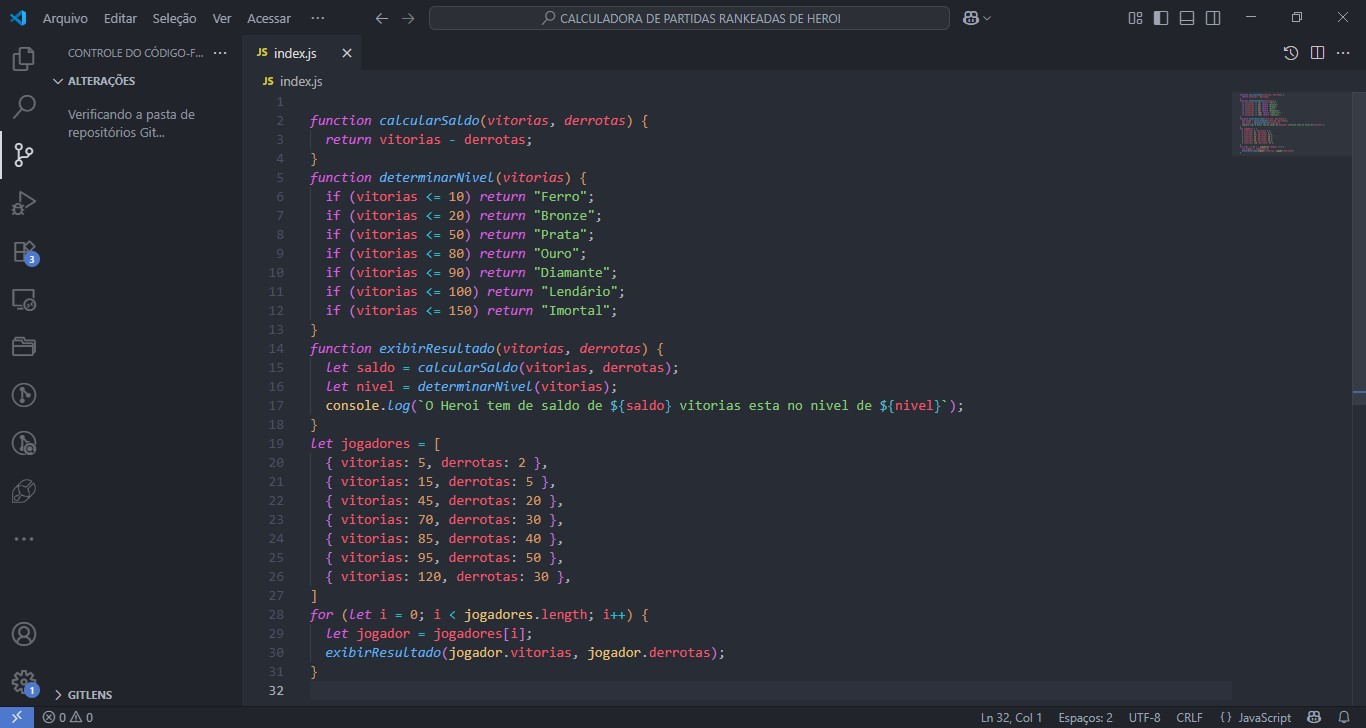 Arquivo Editar Seleção Ver Acessar ...
CALCULADORA DE PARTIDAS RANKEADAS DE HEROI
CONTROLE DO CÓDIGO-F... ...
ALTERAÇÕES
Verificando a pasta de
repositórios Git...
3
1
GITLENS
JS index.js
JS index.js
1
2 function calcularSaldo(vitorias, derrotas) {
3 return vitorias - derrotas;
4 }
5 function determinarNivel(vitorias) {
6 if (vitorias <= 10) return "Ferro";
7 if (vitorias <= 20) return "Bronze";
8 if (vitorias <= 50) return "Prata";
9 if (vitorias <= 80) return "Ouro";
10 if (vitorias <= 90) return "Diamante";
11 if (vitorias <= 100) return "Lendário";
12 if (vitorias <= 150) return "Imortal";
13 }
14 function exibirResultado(vitorias, derrotas) {
15 let saldo = calcularSaldo(vitorias, derrotas);
16 let nivel = determinarNivel(vitorias);
17 console.log(`O Heroi tem de saldo de ${saldo} vitorias esta no nivel de ${nivel}`);
18 }
19 let jogadores = [
20 { vitorias: 5, derrotas: 2 },
21 { vitorias: 15, derrotas: 5 },
22 { vitorias: 45, derrotas: 20 },
23 { vitorias: 70, derrotas: 30 },
24 { vitorias: 85, derrotas: 40 },
25 { vitorias: 95, derrotas: 50 },
26 { vitorias: 120, derrotas: 30 },
27 ]
28 for (let i = 0; i < jogadores.length; i++) {
29 let jogador = jogadores[i];
30 exibirResultado(jogador.vitorias, jogador.derrotas);
31 }
32
0 0 Ln 32, Col 1 Espaços: 2 UTF-8 CRLF {} JavaScript